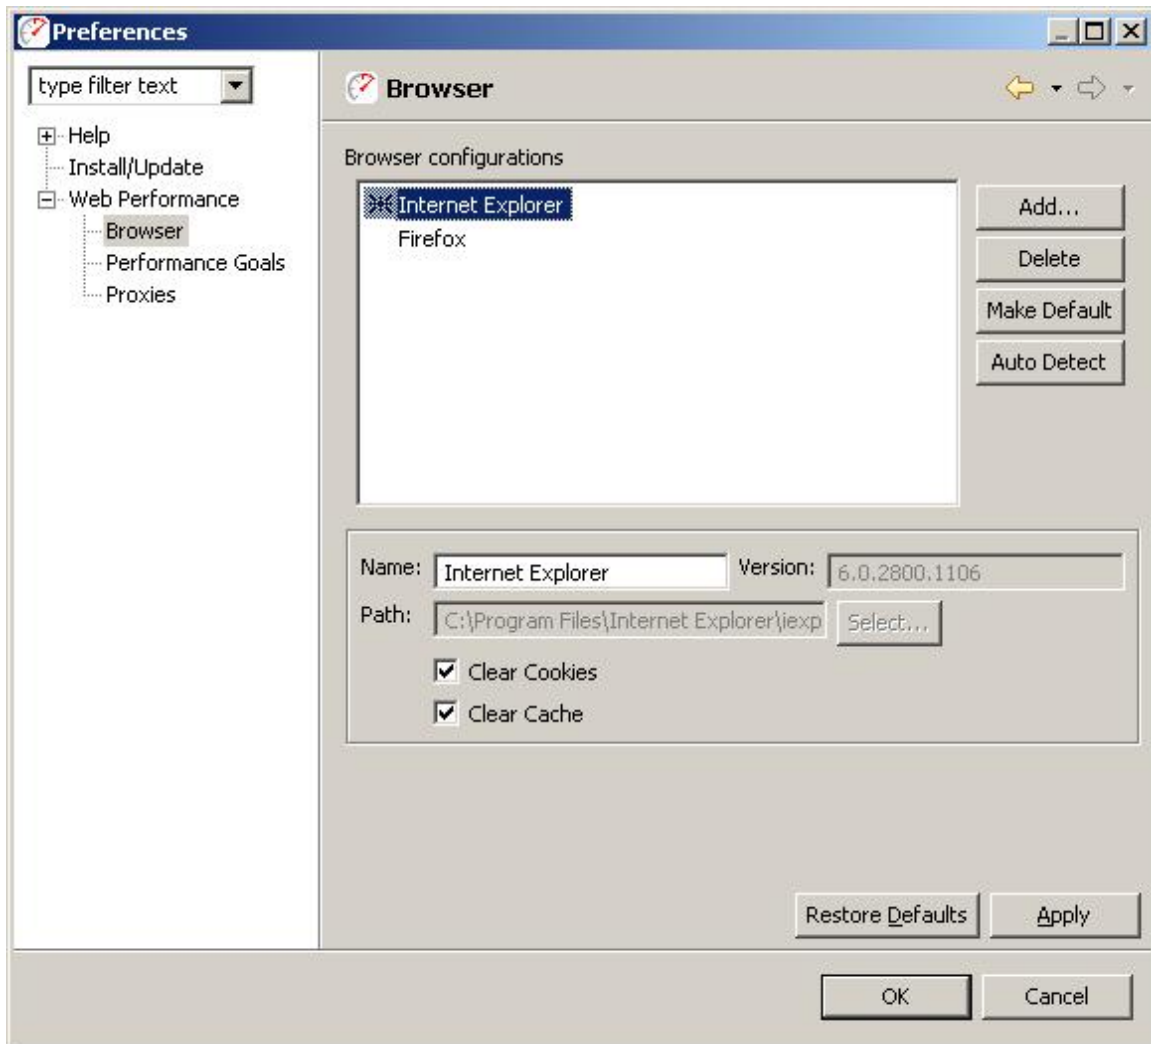 Preferences
type filter text
Help
Install/Update
Web Performance
Browser
Performance Goals
Proxies
Browser
Browser configurations
Internet Explorer
Firefox
Add...
Delete
Make Default
Auto Detect
Name: Internet Explorer Version: 6.0.2800.1106
Path: C:\Program Files\Internet Explorer\iexp Select...
Clear Cookies
Clear Cache
Restore Defaults Apply
OK Cancel